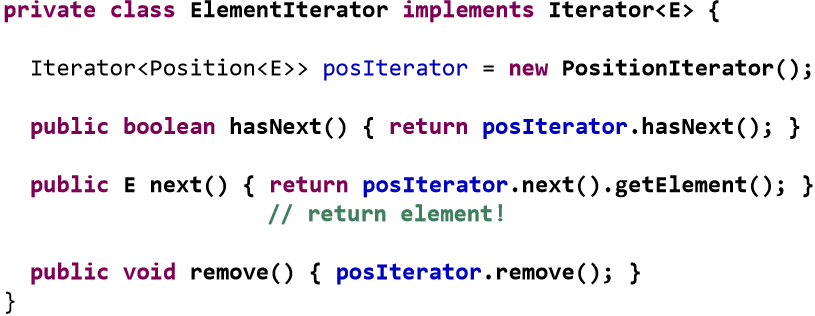 private class ElementIterator implements Iterator<E> {
Iterator<Position<E>> posIterator = new PositionIterator();
public boolean hasNext() { return posIterator.hasNext(); }
public E next() { return posIterator.next().getElement(); }
// return element!
public void remove() { posIterator.remove(); }
}